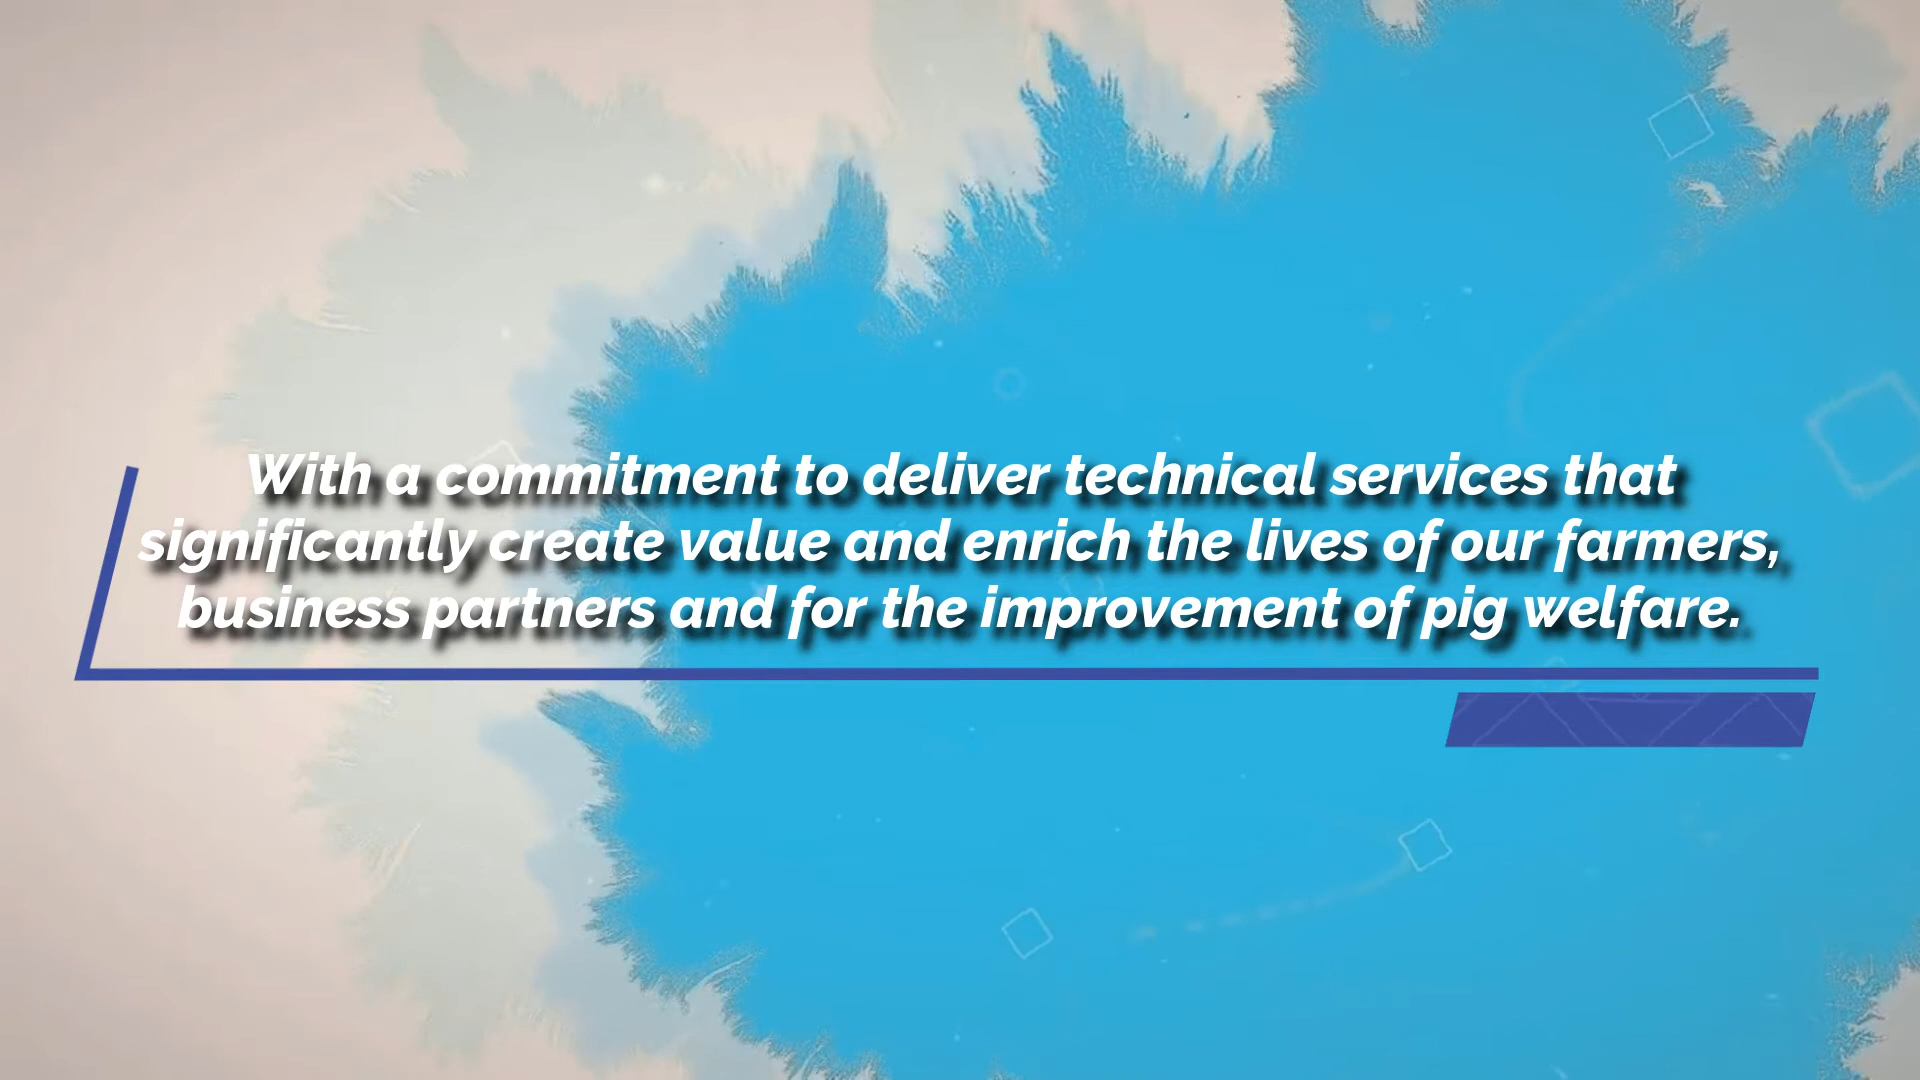 With a commitment to deliver technical services that
significantly create value and enrich the lives of our farmers,
business partners and for the improvement of pig welfare.